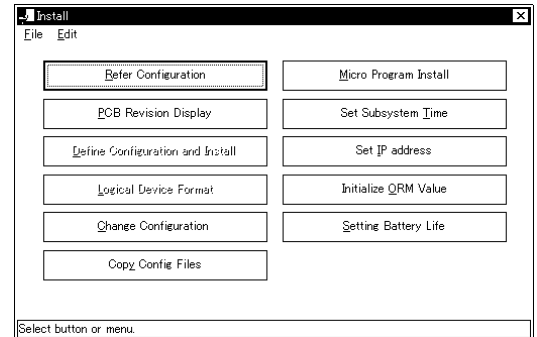 Install
File Edit
Refer Configuration
Micro Program Install
PCB Revision Display
Set Subsystem Time
Define Configuration and Install
Set IP address
Logical Device Format
Initialize ORM Value
Change Configuration
Setting Battery Life
Copy Config Files
Select button or menu.